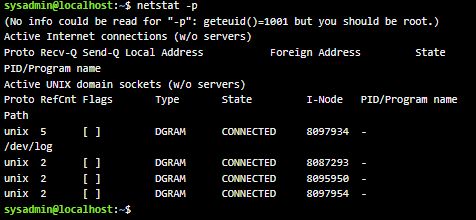 sysadmin@localhost:~$ netstat -p
(No info could be read for "-p": geteuid()=1001 but you should be root.)
Active Internet connections (w/o servers)
Proto Recv-Q Send-Q Local Address           Foreign Address         State
PID/Program name
Active UNIX domain sockets (w/o servers)
Proto RefCnt Flags       Type       State         I-Node   PID/Program name
Path
unix  5      [ ]         DGRAM      CONNECTED     8097934  -
/dev/log
unix  2      [ ]         DGRAM      CONNECTED     8087293  -
unix  2      [ ]         DGRAM      CONNECTED     8095950  -
unix  2      [ ]         DGRAM      CONNECTED     8097954  -
sysadmin@localhost:~$